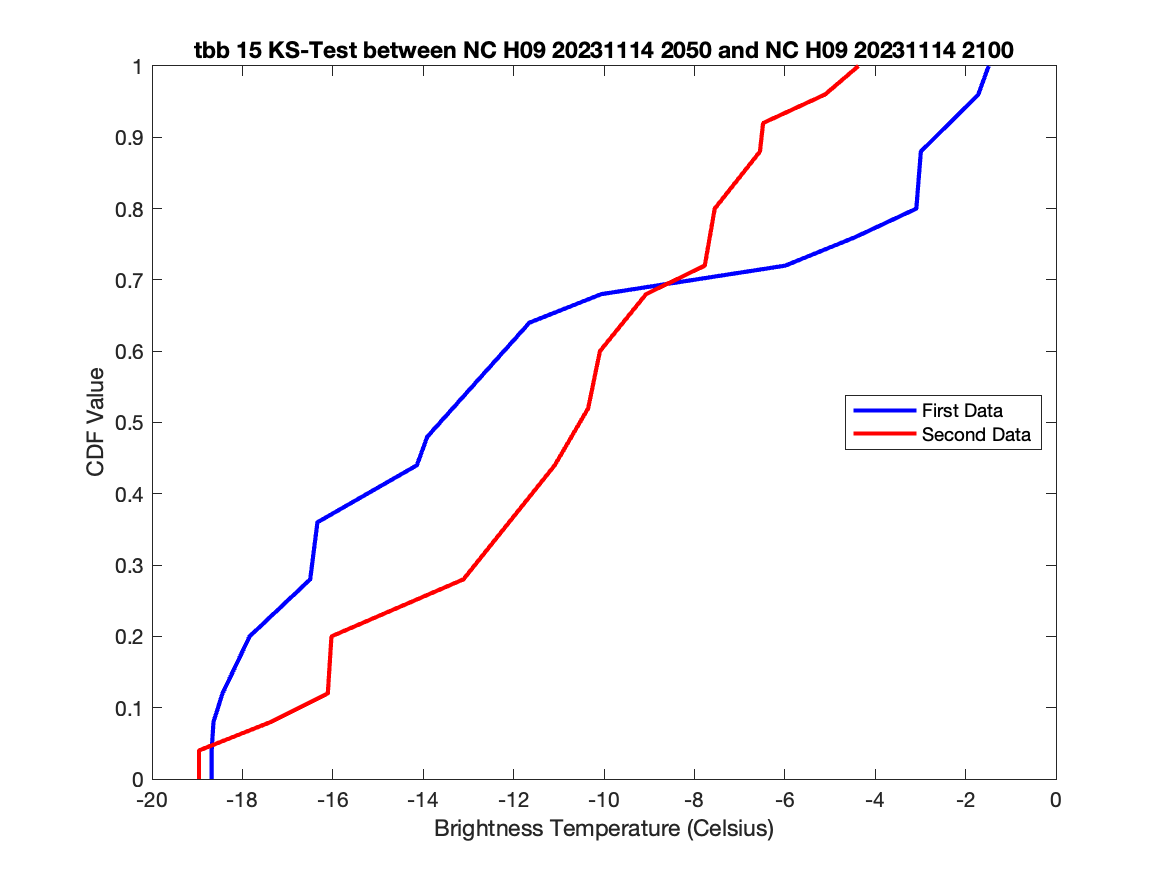 tbb 15 KS-Test between NC H09 20231114 2050 and NC H09 20231114 2100
1
0.9
0.8
0.7
0.6
0.5
0.4
0.3
0.2
0.1
0
CDF Value
First Data
Second Data
-20 -18 -16 -14 -12 -10 -8 -6 -4 -2 0
Brightness Temperature (Celsius)